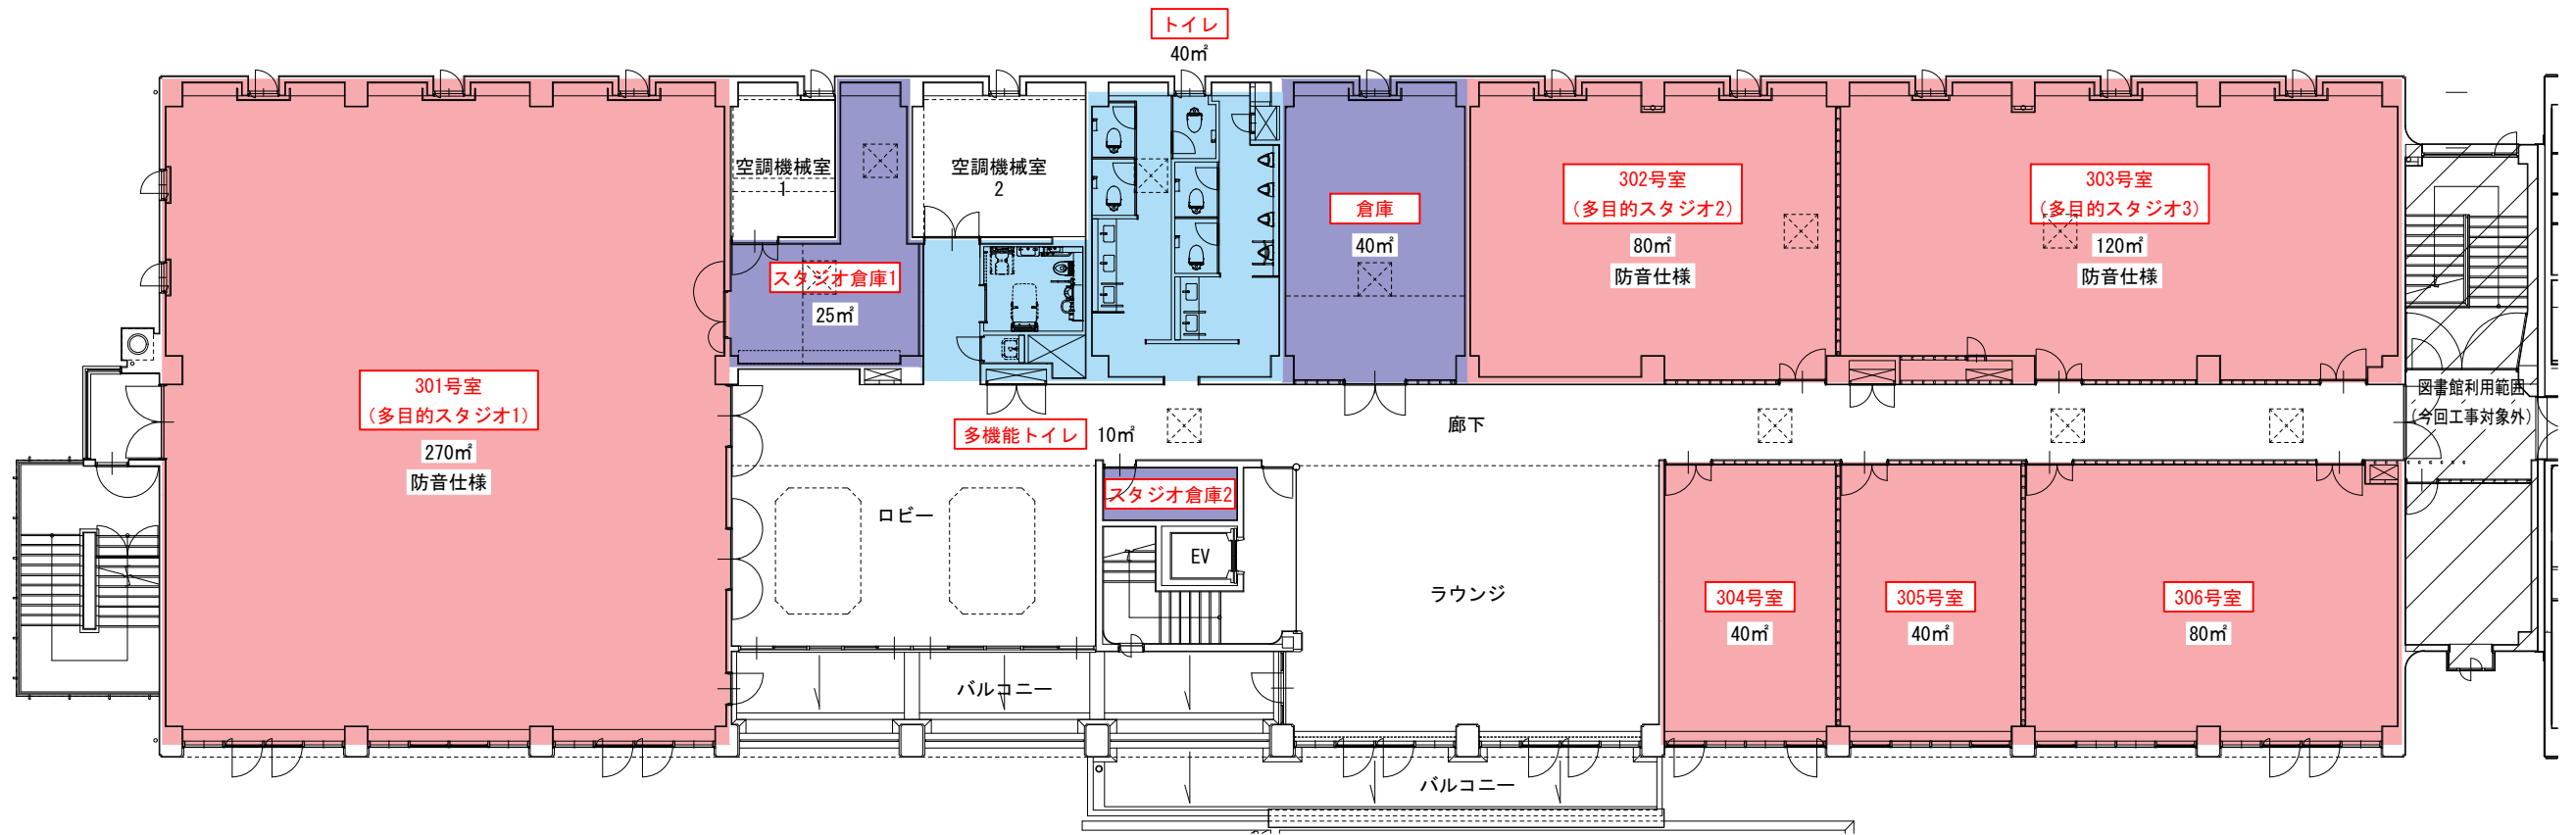 トイレ
40㎡
空調機械室
1
空調機械室
2
スタジオ倉庫1
25㎡
倉庫
40㎡
302号室
(多目的スタジオ2)
80㎡
防音仕様
303号室
(多目的スタジオ3)
120㎡
防音仕様
301号室
(多目的スタジオ1)
270㎡
防音仕様
多機能トイレ
10㎡
廊下
図書館利用範囲
(今回工事対象外)
スタジオ倉庫2
ロビー
EV
ラウンジ
304号室
40㎡
305号室
40㎡
306号室
80㎡
バルコニー
バルコニー